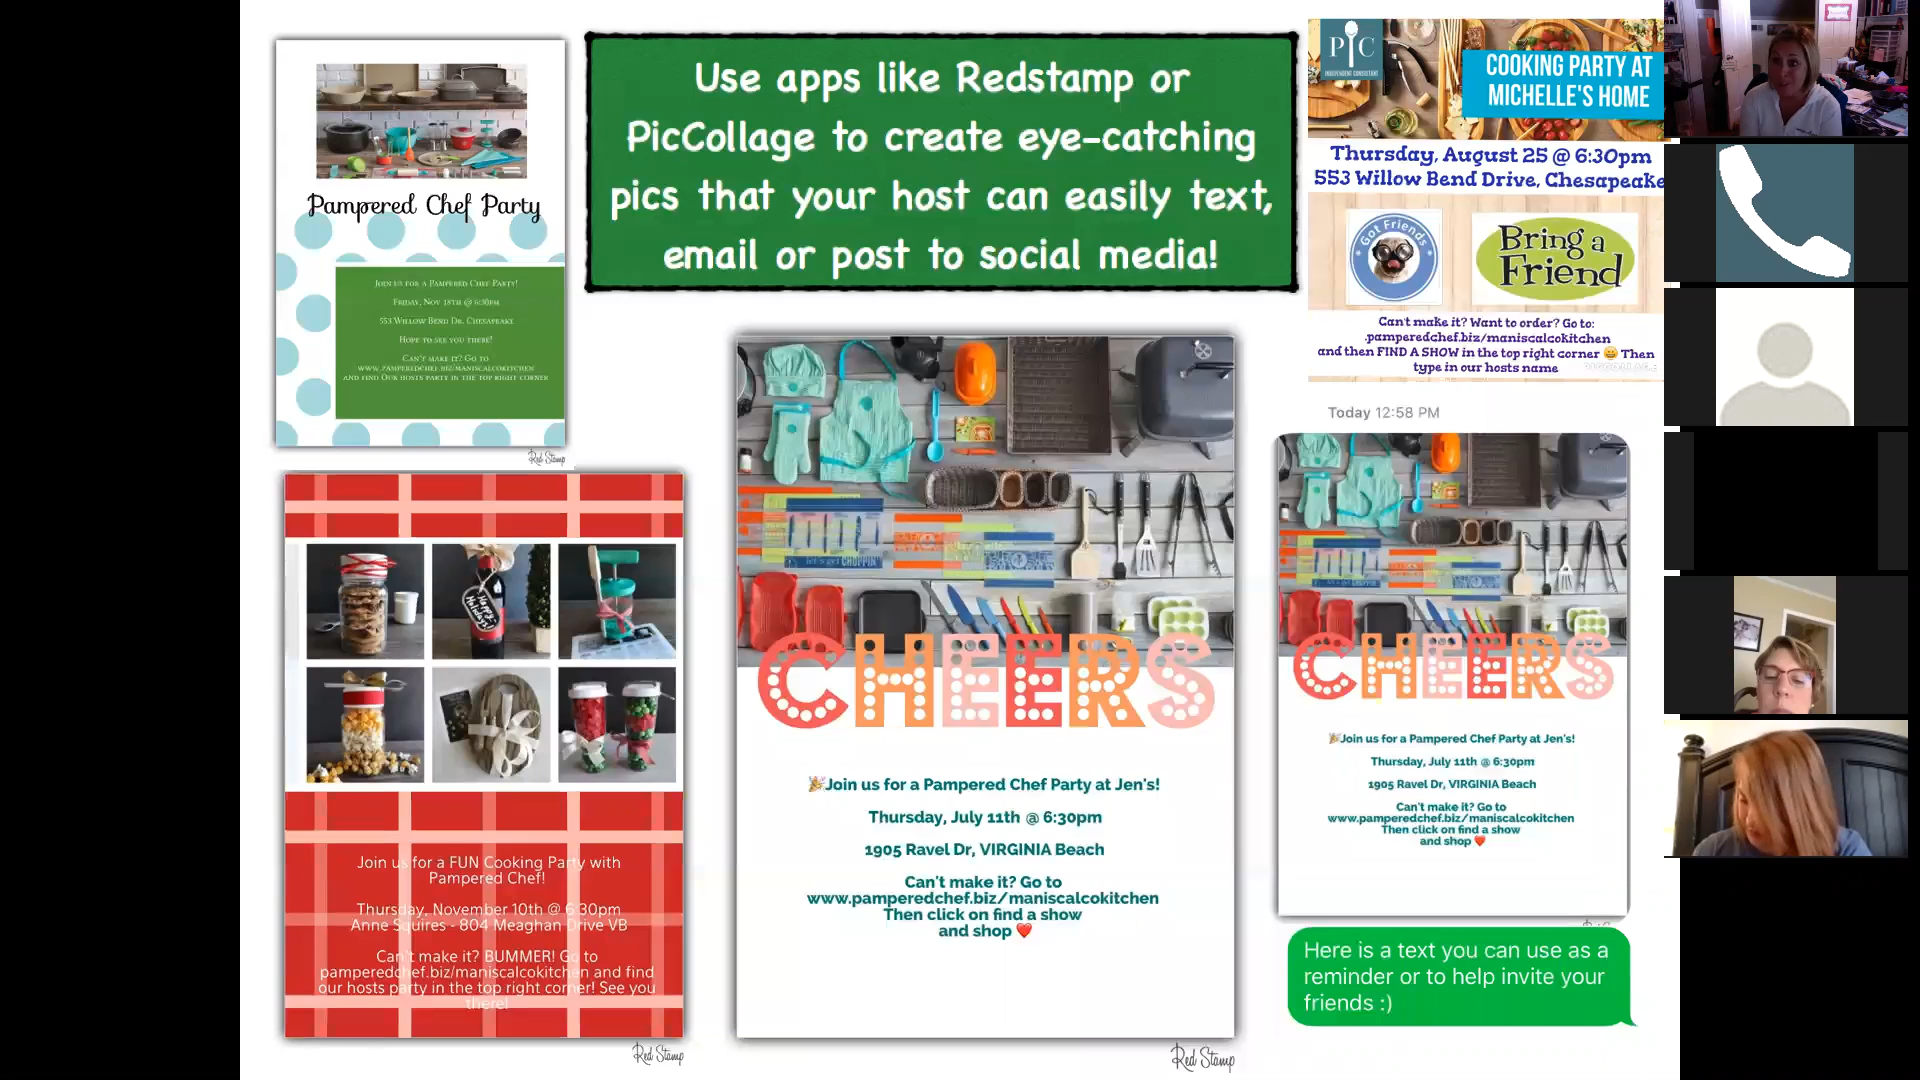 Pampered Chef Party
JOIN US FOR A PAMPERED CHEF PARTY!
FRIDAY, NOV 18TH @ 6:30PM
553 WILLOW BEND DR. CHESAPEAKE
HOPE TO SEE YOU THERE!
CAN'T MAKE IT? GO TO
WWW.PAMPEREDCHEF.BIZ/MANISCALCOKITCHEN
AND FIND OUR HOSTS PARTY IN THE TOP RIGHT CORNER
Red Stamp
Use apps like Redstamp or
PicCollage to create eye-catching
pics that your host can easily text,
email or post to social media!
PC
INDEPENDENT CONSULTANT
COOKING PARTY AT
MICHELLE'S HOME
Thursday, August 25 @ 6:30pm
553 Willow Bend Drive, Chesapeake
Got Friends
Bring a
Friend
Can't make it? Want to order? Go to:
.pamperedchef.biz/maniscalcokitchen
and then FIND A SHOW in the top right corner 😀 Then
type in our hosts name
Happy
Holidays!
Join us for a FUN Cooking Party with
Pampered Chef!
Thursday, November 10th @ 6:30pm
Anne Squires - 804 Meaghan Drive VB
Can't make it? BUMMER! Go to
pamperedchef.biz/maniscalcokitchen and find
our hosts party in the top right corner! See you
there!
Red Stamp
CHOPPIN'
CHEERS
🎉Join us for a Pampered Chef Party at Jen's!
Thursday, July 11th @ 6:30pm
1905 Ravel Dr, VIRGINIA Beach
Can't make it? Go to
www.pamperedchef.biz/maniscalcokitchen
Then click on find a show
and shop ❤️
Red Stamp
Today 12:58 PM
CHEERS
🎉Join us for a Pampered Chef Party at Jen's!
Thursday, July 11th @ 6:30pm
1905 Ravel Dr, VIRGINIA Beach
Can't make it? Go to
www.pamperedchef.biz/maniscalcokitchen
Then click on find a show
and shop ❤️
Here is a text you can use as a
reminder or to help invite your
friends :)